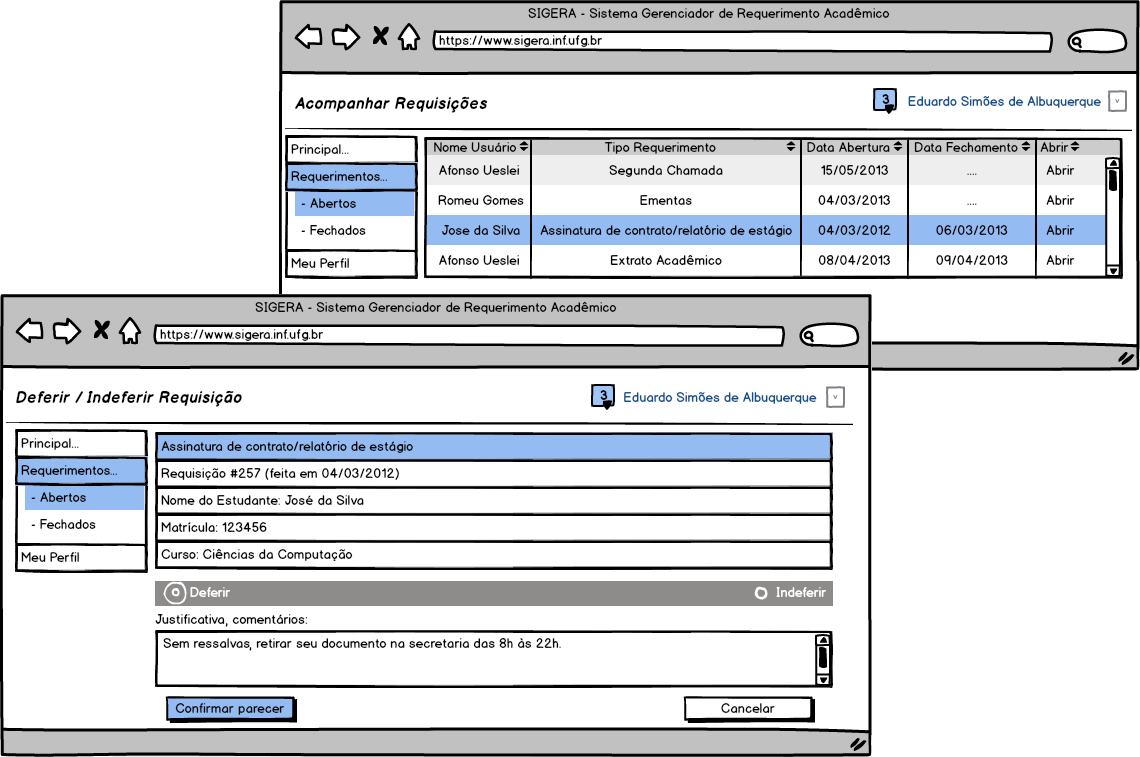 SIGERA - Sistema Gerenciador de Requerimento Acadêmico
https://www.sigera.inf.ufg.br
Acompanhar Requisições
3 Eduardo Simões de Albuquerque v
Principal...
Requerimentos...
- Abertos
- Fechados
Meu Perfil
Nome Usuário Tipo Requerimento Data Abertura Data Fechamento Abrir
Afonso Ueslei Segunda Chamada 15/05/2013 .... Abrir
Romeu Gomes Ementas 04/03/2013 .... Abrir
Jose da Silva Assinatura de contrato/relatório de estágio 04/03/2012 06/03/2013 Abrir
Afonso Ueslei Extrato Acadêmico 08/04/2013 09/04/2013 Abrir
SIGERA - Sistema Gerenciador de Requerimento Acadêmico
https://www.sigera.inf.ufg.br
Deferir / Indeferir Requisição
3 Eduardo Simões de Albuquerque v
Principal...
Requerimentos...
- Abertos
- Fechados
Meu Perfil
Assinatura de contrato/relatório de estágio
Requisição #257 (feita em 04/03/2012)
Nome do Estudante: José da Silva
Matrícula: 123456
Curso: Ciências da Computação
Deferir Indeferir
Justificativa, comentários:
Sem ressalvas, retirar seu documento na secretaria das 8h às 22h.
Confirmar parecer Cancelar